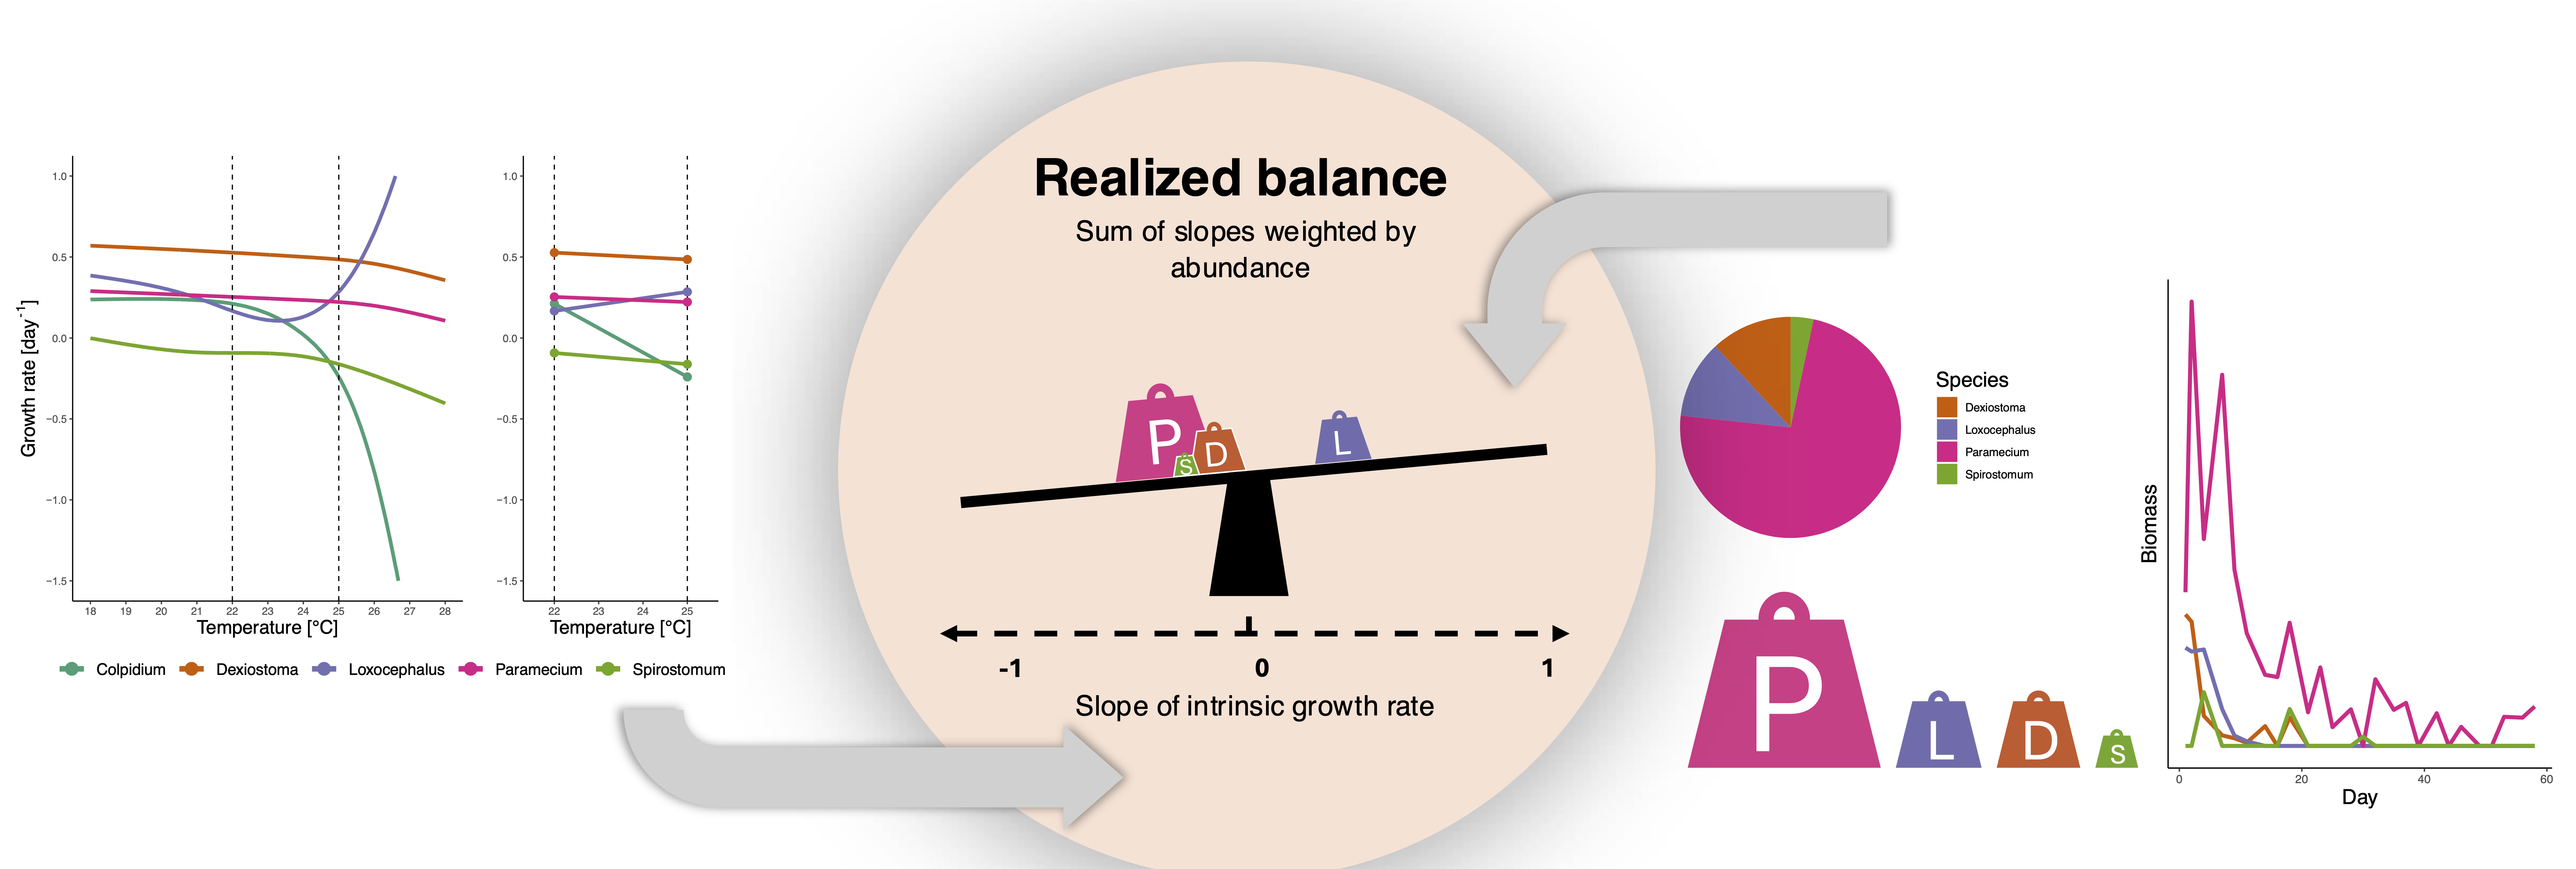 Growth rate [day⁻¹]
1.0
0.5
0.0
−0.5
−1.0
−1.5
18 19 20 21 22 23 24 25 26 27 28
Temperature [°C]
1.0
0.5
0.0
−0.5
−1.0
−1.5
22 23 24 25
Temperature [°C]
Colpidium Dexiostoma Loxocephalus Paramecium Spirostomum
Realized balance
Sum of slopes weighted by
abundance
P
S
D
L
-1 0 1
Slope of intrinsic growth rate
Species
Dexiostoma
Loxocephalus
Paramecium
Spirostomum
P L D S
Biomass
0 20 40 60
Day